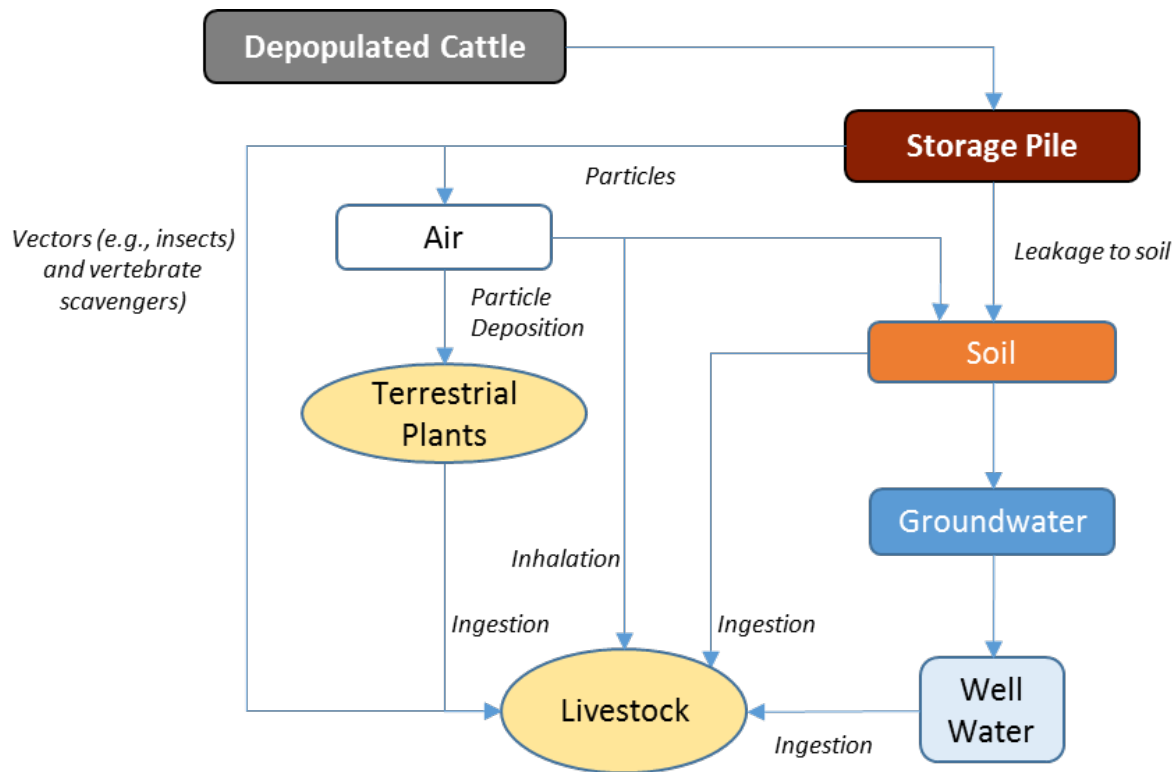 Depopulated Cattle
Storage Pile
Particles
Air
Vectors (e.g., insects)
and vertebrate
scavengers)
Leakage to soil
Particle
Deposition
Soil
Terrestrial
Plants
Groundwater
Inhalation
Ingestion
Ingestion
Livestock
Well
Water
Ingestion